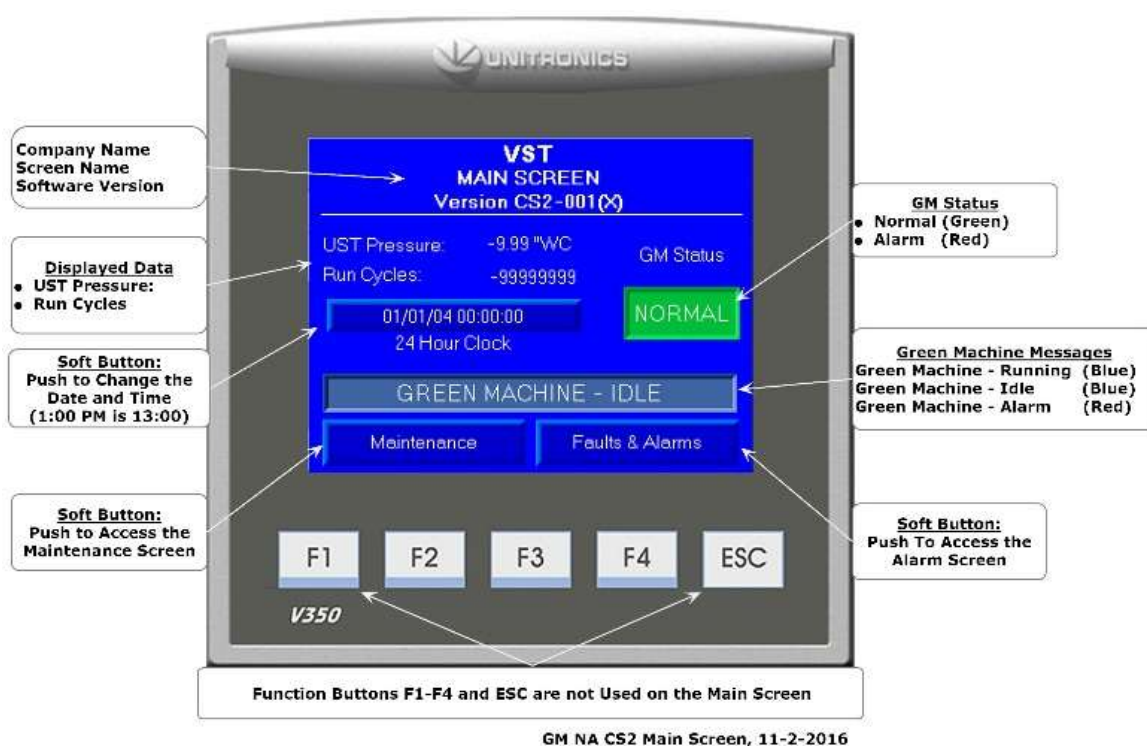 UNITRONICS
Company Name
Screen Name
Software Version
VST
MAIN SCREEN
Version CS2-001(X)
GM Status
• Normal (Green)
• Alarm (Red)
Displayed Data
• UST Pressure:
• Run Cycles
UST Pressure: -9.99 "WC
Run Cycles: -99999999
GM Status
NORMAL
01/01/04 00:00:00
24 Hour Clock
Soft Button:
Push to Change the
Date and Time
(1:00 PM is 13:00)
Green Machine Messages
Green Machine - Running (Blue)
Green Machine - Idle (Blue)
Green Machine - Alarm (Red)
GREEN MACHINE - IDLE
Maintenance
Faults & Alarms
Soft Button:
Push to Access the
Maintenance Screen
Soft Button:
Push To Access the
Alarm Screen
F1 F2 F3 F4 ESC
V350
Function Buttons F1-F4 and ESC are not Used on the Main Screen
GM NA CS2 Main Screen, 11-2-2016